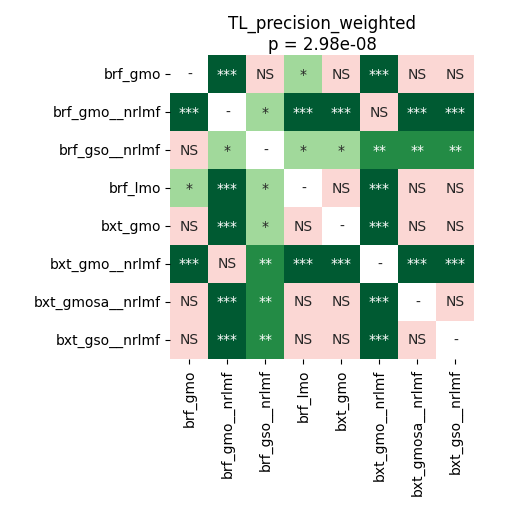 TL_precision_weighted
p = 2.98e-08
brf_gmo - *** NS * NS *** NS NS
brf_gmo__nrlmf *** - * *** *** NS *** ***
brf_gso__nrlmf NS * - * * ** ** **
brf_lmo * *** * - NS *** NS NS
bxt_gmo NS *** * NS - *** NS NS
bxt_gmo__nrlmf *** NS ** *** *** - *** ***
bxt_gmosa__nrlmf NS *** ** NS NS *** - NS
bxt_gso__nrlmf NS *** ** NS NS *** NS -
brf_gmo
brf_gmo__nrlmf
brf_gso__nrlmf
brf_lmo
bxt_gmo
bxt_gmo__nrlmf
bxt_gmosa__nrlmf
bxt_gso__nrlmf